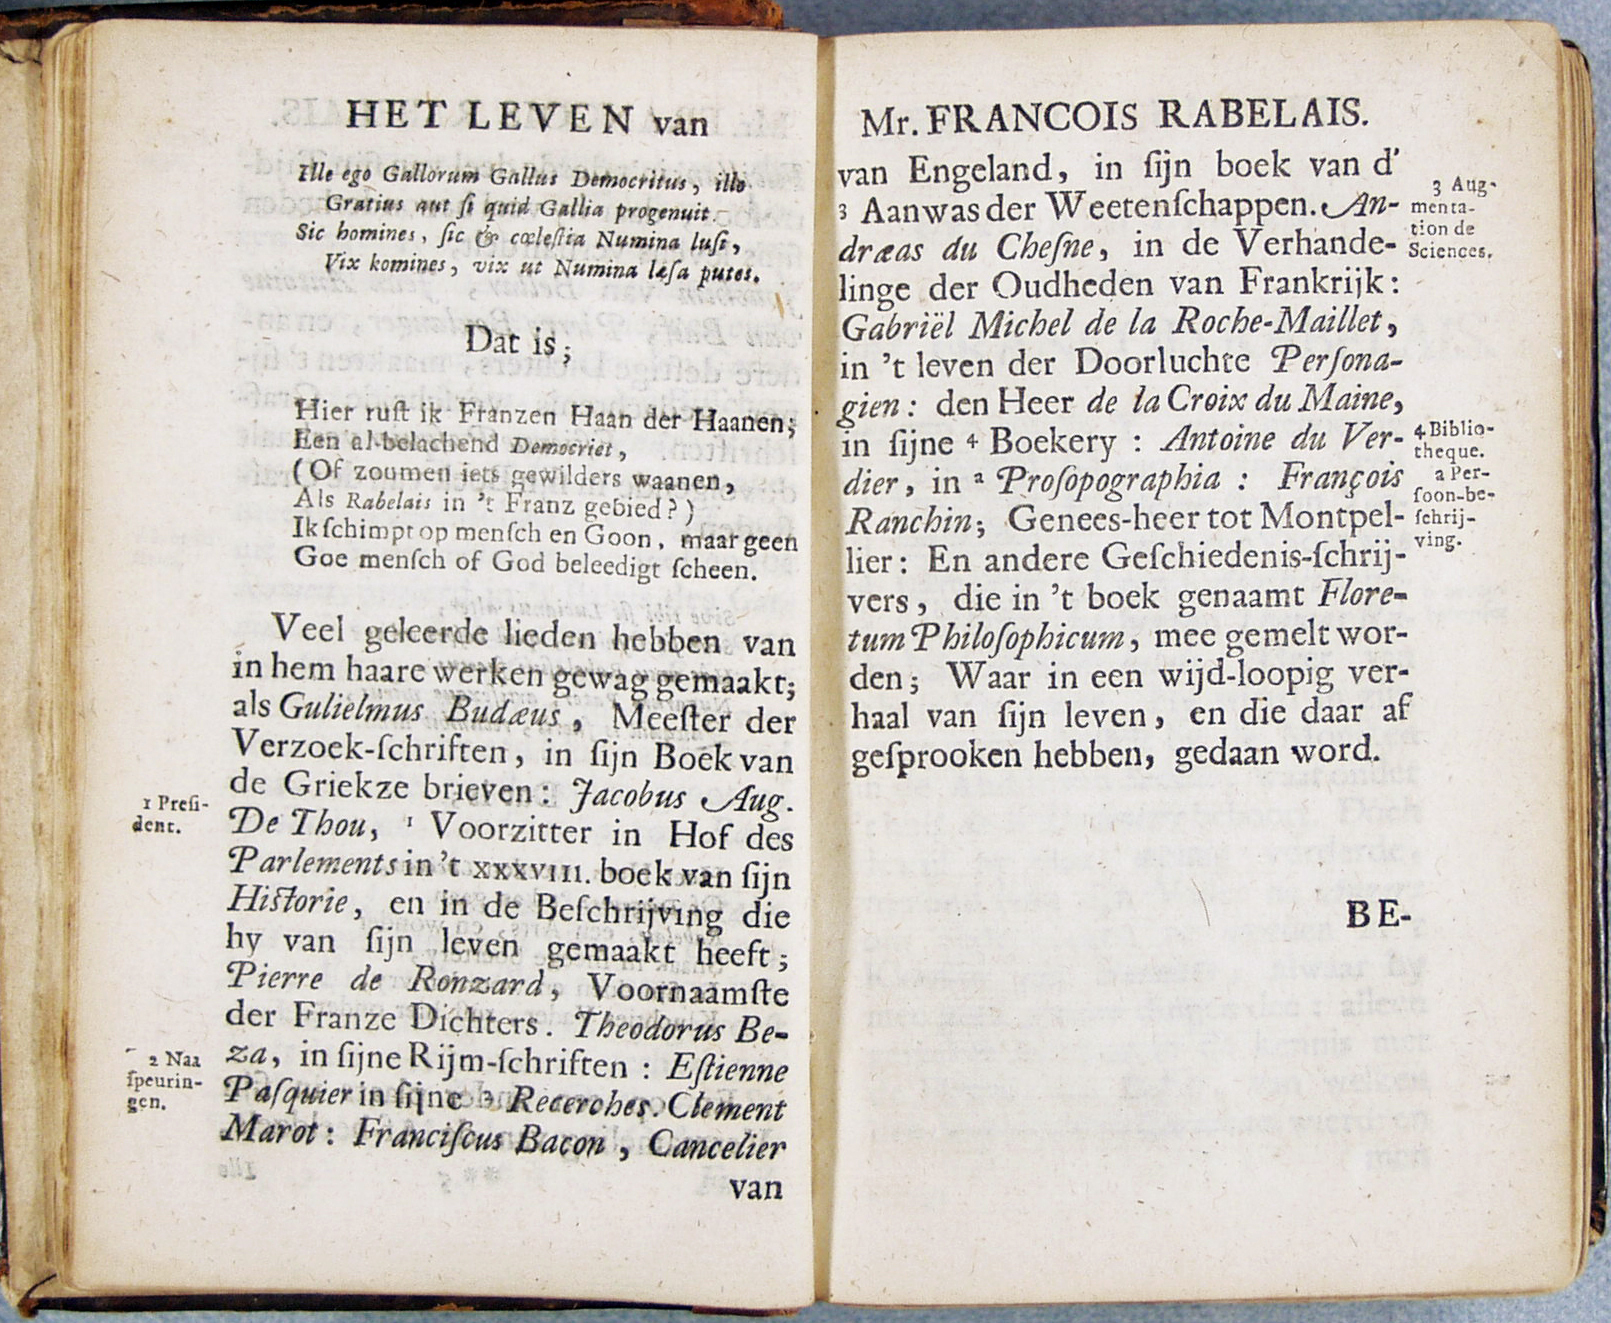 HET LEVEN van
Ille ego Gallorum Gallus Democritus, illo
Gratius aut ſi quid Gallia progenuit.
Sic homines, ſic & cœleſtia Numina luſi,
Vix homines, vix ut Numina læſa putes.
Dat is;
Hier ruſt ik Franzen Haan der Haanen;
Een al-belachend Democriet,
(Of zoumen iets gewilders waanen,
Als Rabelais in 't Franz gebied?)
Ik ſchimpt op menſch en Goon, maar geen
Goe menſch of God beleedigt ſcheen.
Veel geleerde lieden hebben van
in hem haare werken gewag gemaakt;
als Gulielmus Budæus, Meeſter der
Verzoek-ſchriften, in ſijn Boek van
de Griekze brieven: Jacobus Aug.
1 Preſi-
dent.
De Thou, 1 Voorzitter in Hof des
Parlements in 't XXXVIII. boek van ſijn
Hiſtorie, en in de Beſchrijving die
hy van ſijn leven gemaakt heeft;
Pierre de Ronzard, Voornaamſte
der Franze Dichters. Theodorus Be-
2 Naa
ſpeurin-
gen.
za, in ſijne Rijm-ſchriften: Eſtienne
Paſquier in ſijne 2 Recerches. Clement
Marot: Franciſcus Bacon, Cancelier
van
Mr. FRANCOIS RABELAIS.
van Engeland, in ſijn boek van d'
3 Aanwas der Weetenſchappen. An-
3 Aug-
menta-
tion de
Sciences.
dræas du Cheſne, in de Verhande-
linge der Oudheden van Frankrijk:
Gabriël Michel de la Roche-Maillet,
in 't leven der Doorluchte Perſona-
gien: den Heer de la Croix du Maine,
in ſijne 4 Boekery: Antoine du Ver-
4 Biblio-
theque.
dier, in a Proſopographia: François
a Per-
ſoon-be-
ſchrij-
ving.
Ranchin; Genees-heer tot Montpel-
lier: En andere Geſchiedenis-ſchrij-
vers, die in 't boek genaamt Flore-
tum Philoſophicum, mee gemelt wor-
den; Waar in een wijd-loopig ver-
haal van ſijn leven, en die daar af
geſprooken hebben, gedaan word.
BE-